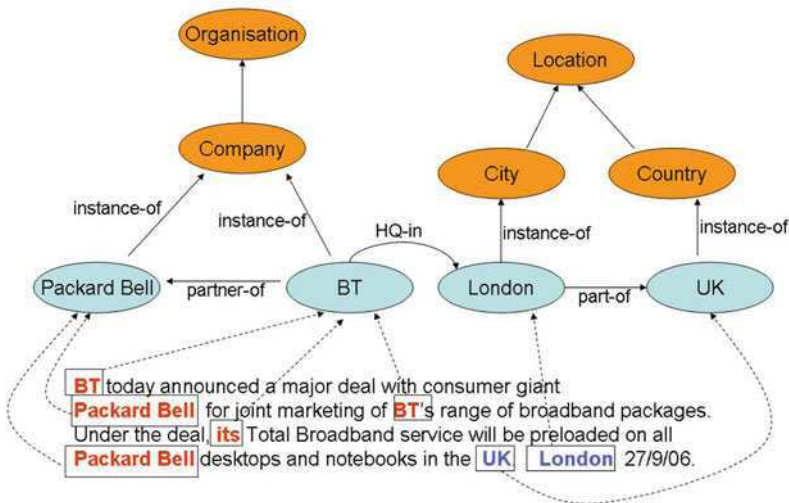 Organisation
Location
Company
City
Country
instance-of
instance-of
HQ-in
instance-of
instance-of
Packard Bell
partner-of
BT
London
part-of
UK
BT today announced a major deal with consumer giant
Packard Bell for joint marketing of BT's range of broadband packages.
Under the deal, its Total Broadband service will be preloaded on all
Packard Bell desktops and notebooks in the UK London 27/9/06.